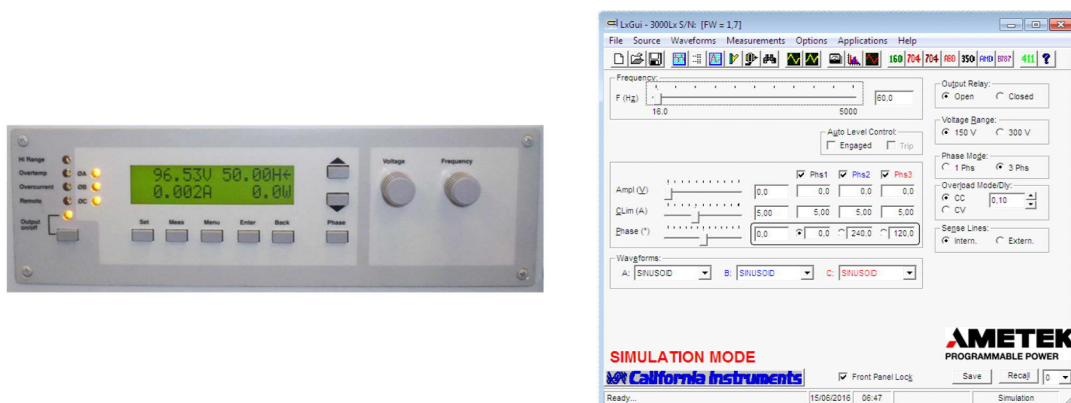 Hi Range
Overtemp ØA
Overcurrent ØB
Remote ØC
Output
on/off
96.53V 50.00H←
0.002A 0.0W
Set Meas Menu Enter Back Phase
Voltage Frequency
LxGui - 3000Lx S/N: [FW = 1,7]
File Source Waveforms Measurements Options Applications Help
160 704 704 ABD 350 AMD B787 411 ?
Frequency:
F (Hz) 60,0
16.0 5000
Auto Level Control:
Engaged Trip
Phs1 Phs2 Phs3
Ampl (V) 0,0 0,0 0,0 0,0
CLim (A) 5,00 5,00 5,00 5,00
Phase (°) 0,0 0,0 240,0 120,0
Waveforms:
A: SINUSOID B: SINUSOID C: SINUSOID
Output Relay:
Open Closed
Voltage Range:
150 V 300 V
Phase Mode:
1 Phs 3 Phs
Overload Mode/Dly:
CC 0,10
CV
Sense Lines:
Intern. Extern.
SIMULATION MODE
California Instruments
Front Panel Lock
AMETEK
PROGRAMMABLE POWER
Save Recall 0
Ready... 15/06/2016 06:47 Simulation